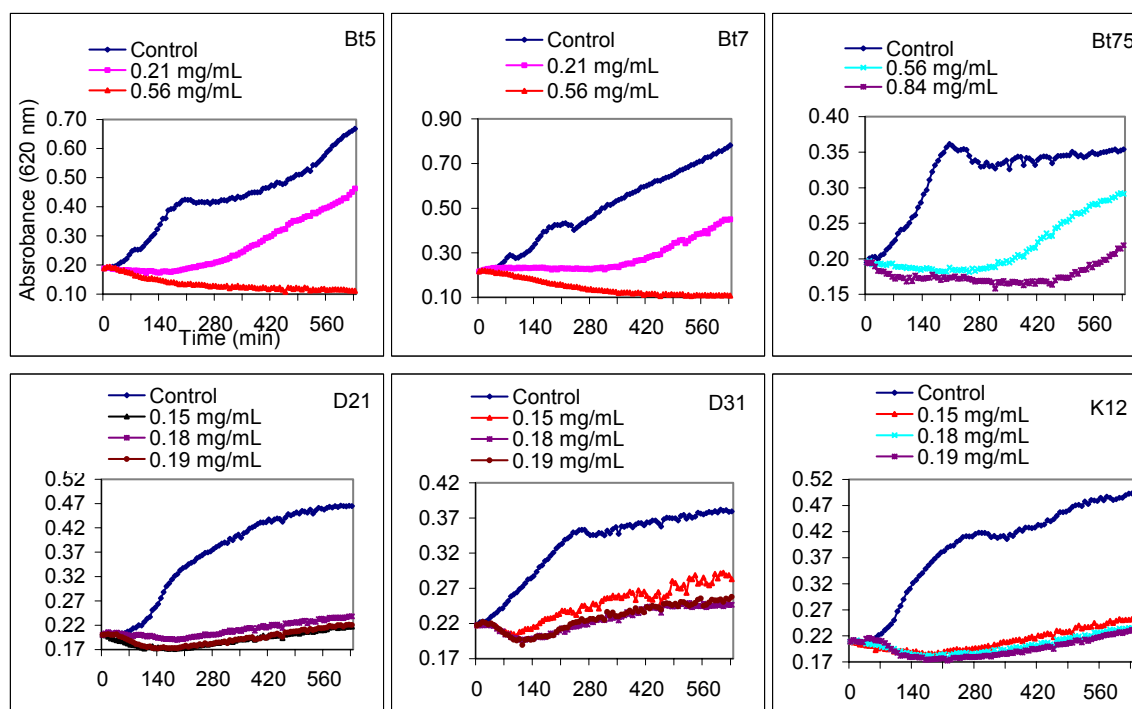 Bt5
Control
0.21 mg/mL
0.56 mg/mL
Absrobance (620 nm)
0.70
0.60
0.50
0.40
0.30
0.20
0.10
0 140 280 420 560
Time (min)
Bt7
Control
0.21 mg/mL
0.56 mg/mL
0.90
0.70
0.50
0.30
0.10
0 140 280 420 560
Bt75
Control
0.56 mg/mL
0.84 mg/mL
0.40
0.35
0.30
0.25
0.20
0.15
0 140 280 420 560
D21
Control
0.15 mg/mL
0.18 mg/mL
0.19 mg/mL
0.52
0.47
0.42
0.37
0.32
0.27
0.22
0.17
0 140 280 420 560
D31
Control
0.15 mg/mL
0.18 mg/mL
0.19 mg/mL
0.42
0.37
0.32
0.27
0.22
0.17
0 140 280 420 560
K12
Control
0.15 mg/mL
0.18 mg/mL
0.19 mg/mL
0.52
0.47
0.42
0.37
0.32
0.27
0.22
0.17
0 140 280 420 560